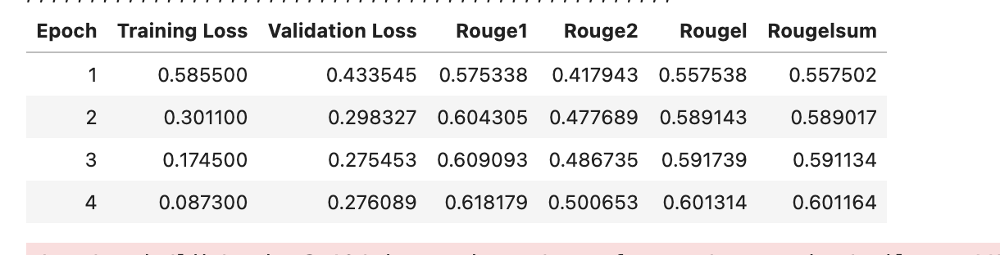 Epoch Training Loss Validation Loss Rouge1 Rouge2 Rougel Rougelsum
1 0.585500 0.433545 0.575338 0.417943 0.557538 0.557502
2 0.301100 0.298327 0.604305 0.477689 0.589143 0.589017
3 0.174500 0.275453 0.609093 0.486735 0.591739 0.591134
4 0.087300 0.276089 0.618179 0.500653 0.601314 0.601164